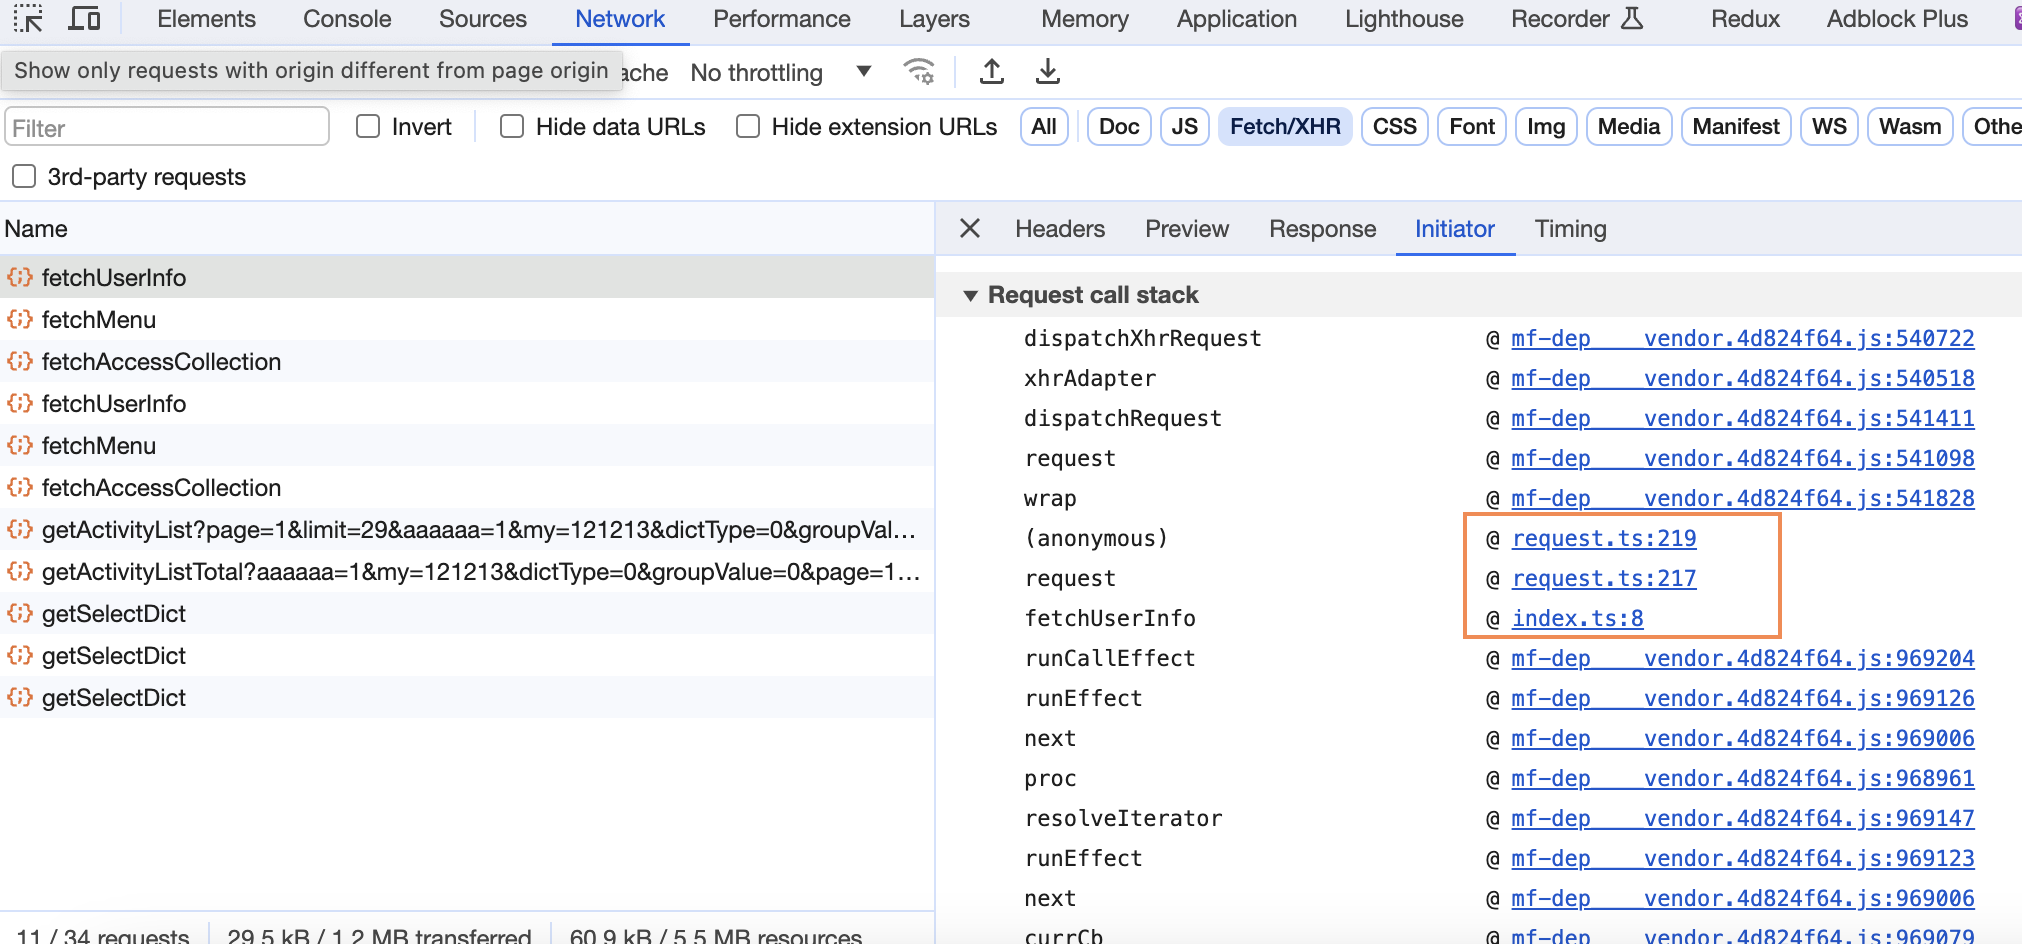 Elements Console Sources Network Performance Layers Memory Application Lighthouse Recorder Redux Adblock Plus
Show only requests with origin different from page origin ache No throttling
Filter Invert Hide data URLs Hide extension URLs All Doc JS Fetch/XHR CSS Font Img Media Manifest WS Wasm Othe
3rd-party requests
Name
{;} fetchUserInfo
{;} fetchMenu
{;} fetchAccessCollection
{;} fetchUserInfo
{;} fetchMenu
{;} fetchAccessCollection
{;} getActivityList?page=1&limit=29&aaaaaa=1&my=121213&dictType=0&groupVal…
{;} getActivityListTotal?aaaaaa=1&my=121213&dictType=0&groupValue=0&page=1…
{;} getSelectDict
{;} getSelectDict
{;} getSelectDict
11 / 34 requests 29.5 kB / 1.2 MB transferred 60.9 kB / 5.5 MB resources
Headers Preview Response Initiator Timing
Request call stack
dispatchXhrRequest @ mf-dep____vendor.4d824f64.js:540722
xhrAdapter @ mf-dep____vendor.4d824f64.js:540518
dispatchRequest @ mf-dep____vendor.4d824f64.js:541411
request @ mf-dep____vendor.4d824f64.js:541098
wrap @ mf-dep____vendor.4d824f64.js:541828
(anonymous) @ request.ts:219
request @ request.ts:217
fetchUserInfo @ index.ts:8
runCallEffect @ mf-dep____vendor.4d824f64.js:969204
runEffect @ mf-dep____vendor.4d824f64.js:969126
next @ mf-dep____vendor.4d824f64.js:969006
proc @ mf-dep____vendor.4d824f64.js:968961
resolveIterator @ mf-dep____vendor.4d824f64.js:969147
runEffect @ mf-dep____vendor.4d824f64.js:969123
next @ mf-dep____vendor.4d824f64.js:969006
currCb @ mf-dep____vendor.4d824f64.js:969079